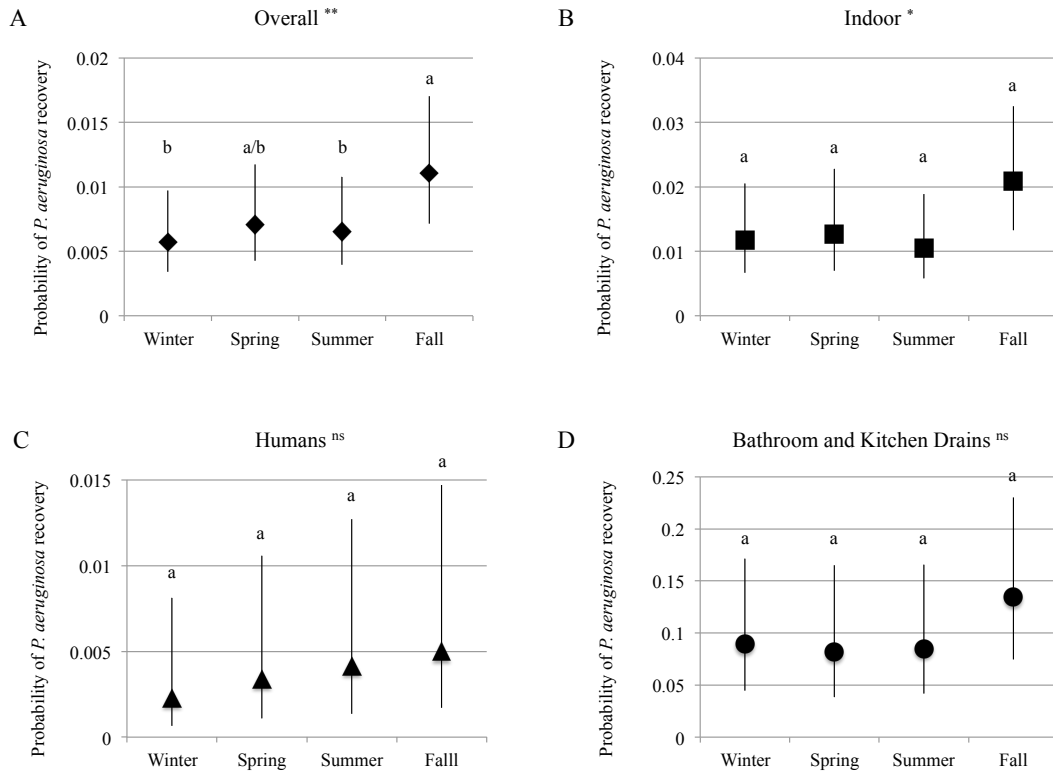 A
Overall **
Probability of P. aeruginosa recovery
0.02
0.015
0.01
0.005
0
b
a/b
b
a
Winter Spring Summer Fall
B
Indoor *
Probability of P. aeruginosa recovery
0.04
0.03
0.02
0.01
0
a
a
a
a
Winter Spring Summer Fall
C
Humans ns
Probability of P. aeruginosa recovery
0.015
0.01
0.005
0
a
a
a
a
Winter Spring Summer Falll
D
Bathroom and Kitchen Drains ns
Probability of P. aeruginosa recovery
0.25
0.2
0.15
0.1
0.05
0
a
a
a
a
Winter Spring Summer Fall